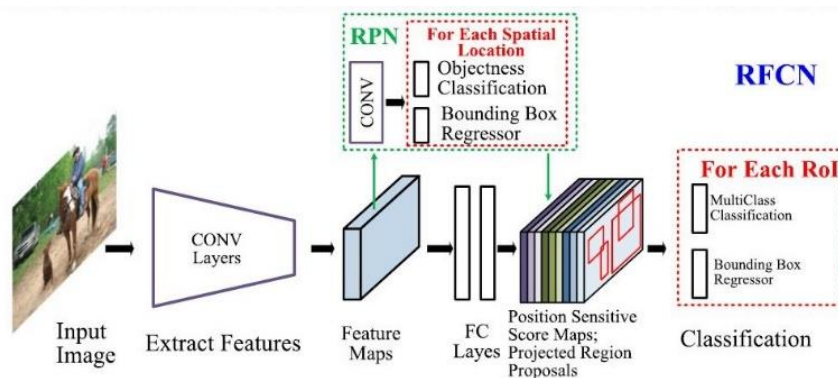 RPN
For Each Spatial
Location
CONV
Objectness
Classification
Bounding Box
Regressor
RFCN
For Each RoI
MultiClass
Classification
Bounding Box
Regressor
CONV
Layers
Input
Image
Extract Features
Feature
Maps
FC
Layes
Position Sensitive
Score Maps;
Projected Region
Proposals
Classification